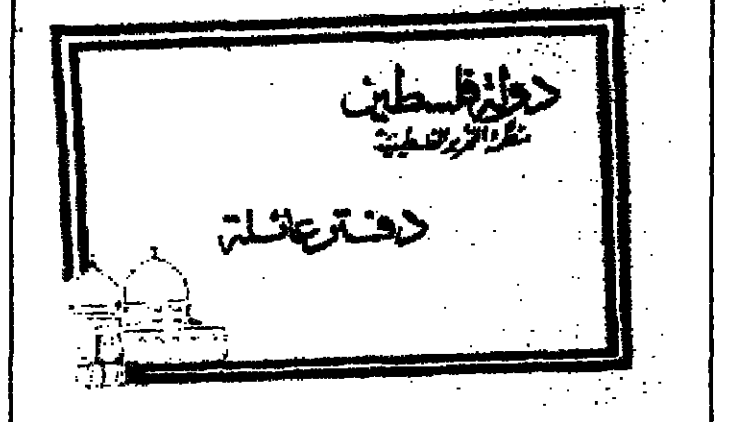 دولة فلسطين
منظمة التحرير الفلسطينية
دفتر عائلة